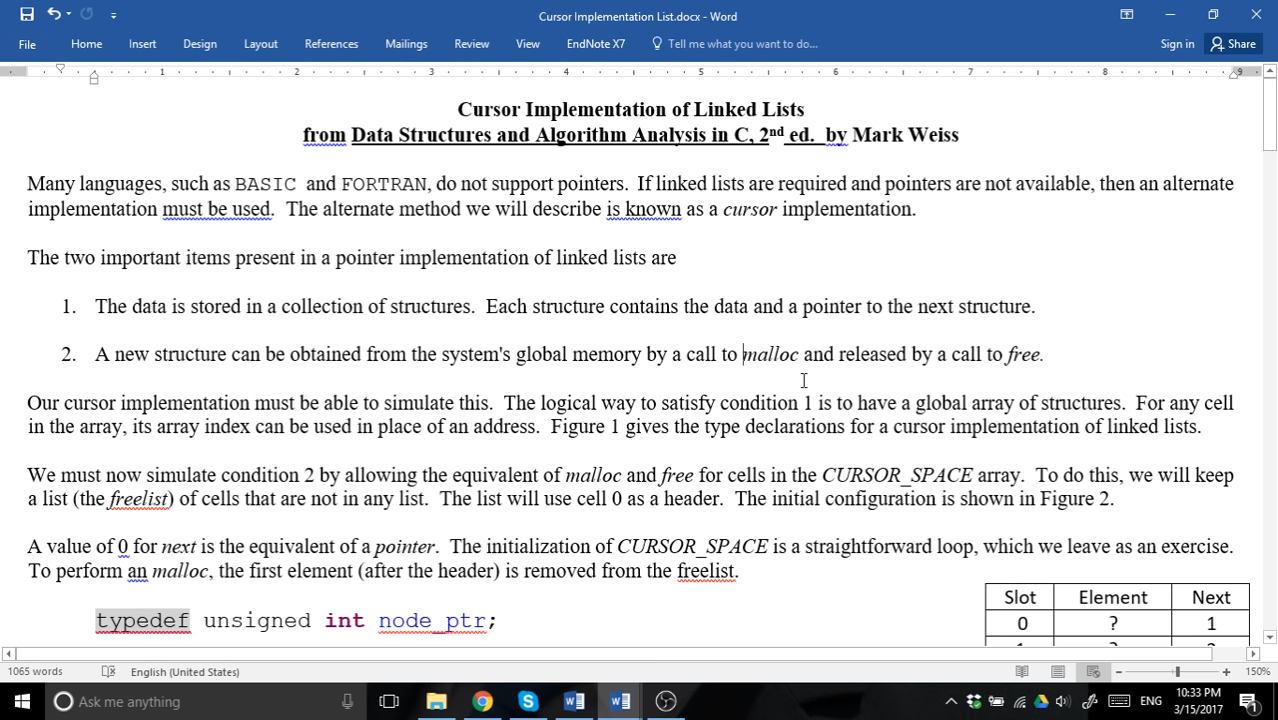 Cursor Implementation List.docx - Word
File Home Insert Design Layout References Mailings Review View EndNote X7 Tell me what you want to do... Sign in Share
1 2 3 4 5 6 7 8 9
Cursor Implementation of Linked Lists
from Data Structures and Algorithm Analysis in C, 2nd ed. by Mark Weiss
Many languages, such as BASIC and FORTRAN, do not support pointers. If linked lists are required and pointers are not available, then an alternate
implementation must be used. The alternate method we will describe is known as a cursor implementation.
The two important items present in a pointer implementation of linked lists are
1. The data is stored in a collection of structures. Each structure contains the data and a pointer to the next structure.
2. A new structure can be obtained from the system's global memory by a call to malloc and released by a call to free.
Our cursor implementation must be able to simulate this. The logical way to satisfy condition 1 is to have a global array of structures. For any cell
in the array, its array index can be used in place of an address. Figure 1 gives the type declarations for a cursor implementation of linked lists.
We must now simulate condition 2 by allowing the equivalent of malloc and free for cells in the CURSOR_SPACE array. To do this, we will keep
a list (the freelist) of cells that are not in any list. The list will use cell 0 as a header. The initial configuration is shown in Figure 2.
A value of 0 for next is the equivalent of a pointer. The initialization of CURSOR_SPACE is a straightforward loop, which we leave as an exercise.
To perform an malloc, the first element (after the header) is removed from the freelist.
typedef unsigned int node_ptr;
Slot Element Next
0 ? 1
1065 words English (United States) 150%
Ask me anything ENG 10:33 PM
3/15/2017 1